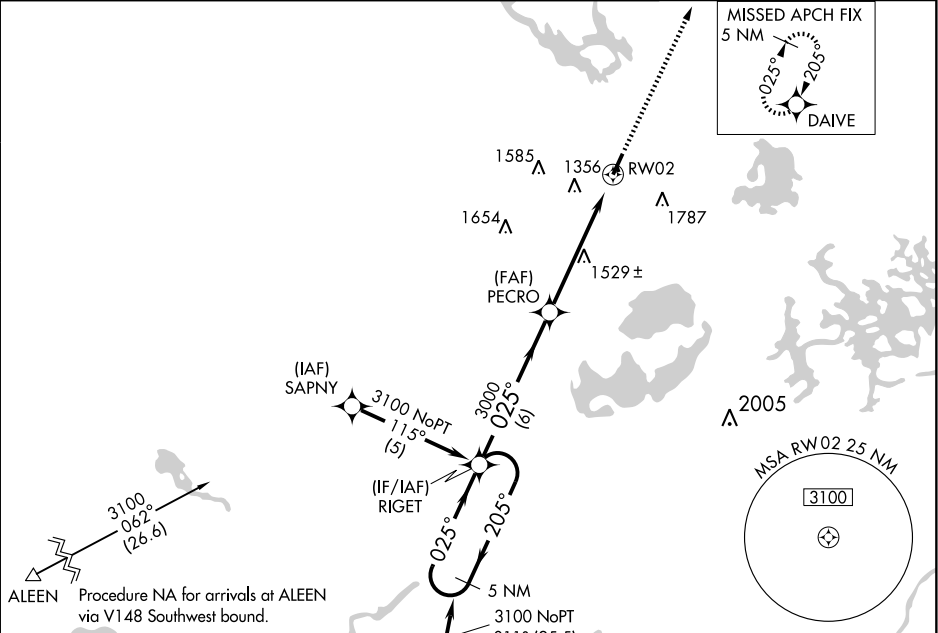 MISSED APCH FIX
5 NM
025°
205°
DAIVE
1585
1356
RW02
1654
1787
1529 ±
(FAF)
PECRO
(IAF)
SAPNY
3100 NoPT
115°
(5)
3000
025°
(6)
2005
(IF/IAF)
RIGET
MSA RW02 25 NM
3100
025°
205°
3100
062°
(26.6)
ALEEN
Procedure NA for arrivals at ALEEN
via V148 Southwest bound.
5 NM
3100 NoPT